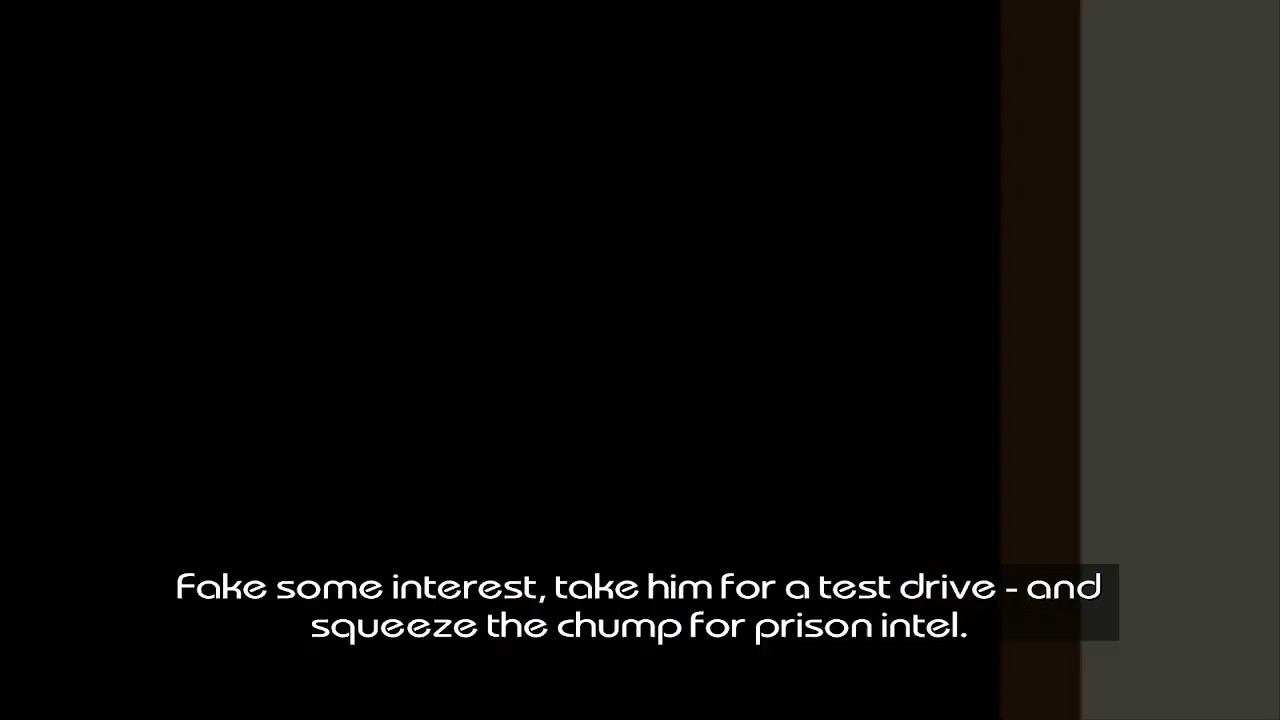 Fake some interest, take him for a test drive - and
squeeze the chump for prison intel.